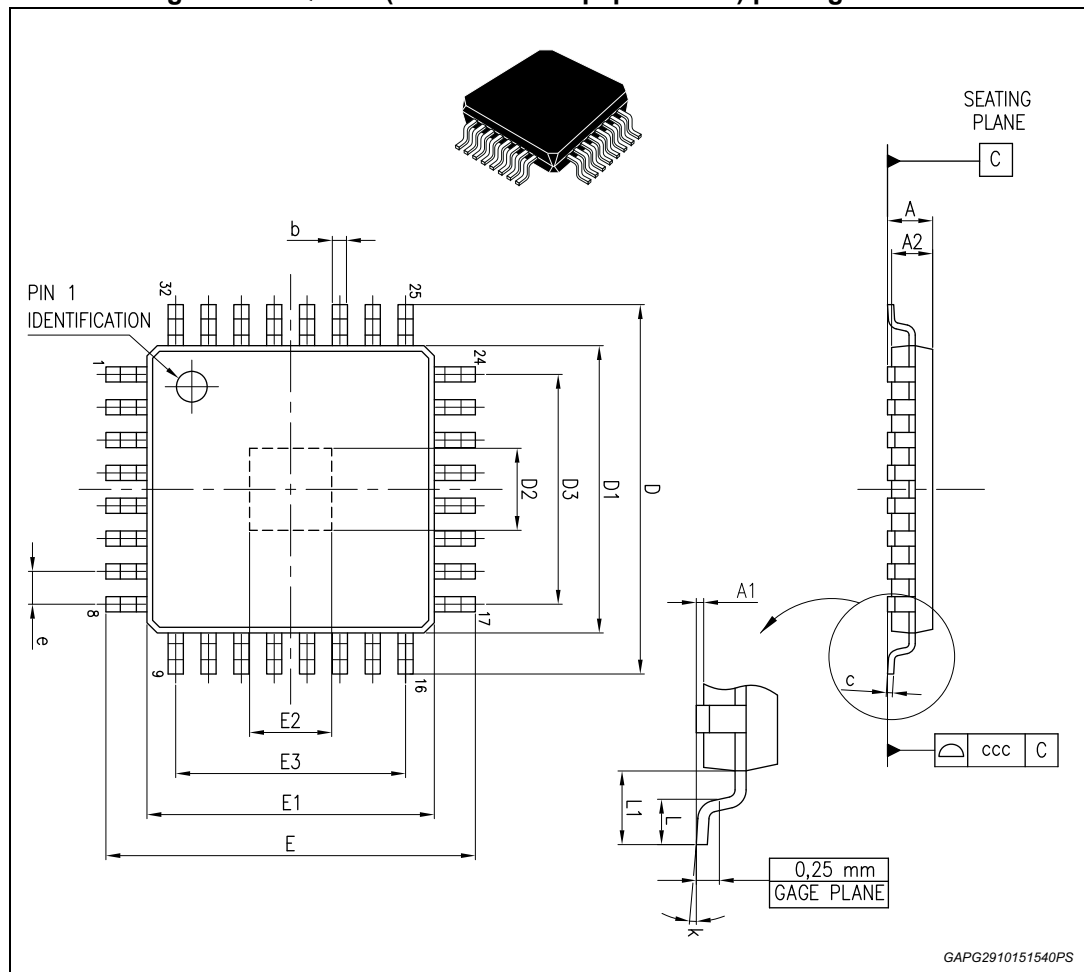 SEATING
PLANE
C
A
A2
b
PIN 1
IDENTIFICATION
32
25
1
24
D2
D3
D1
D
8
17
e
9
16
A1
c
E2
E3
E1
E
ccc
C
L1
L
0,25 mm
GAGE PLANE
k
GAPG2910151540PS